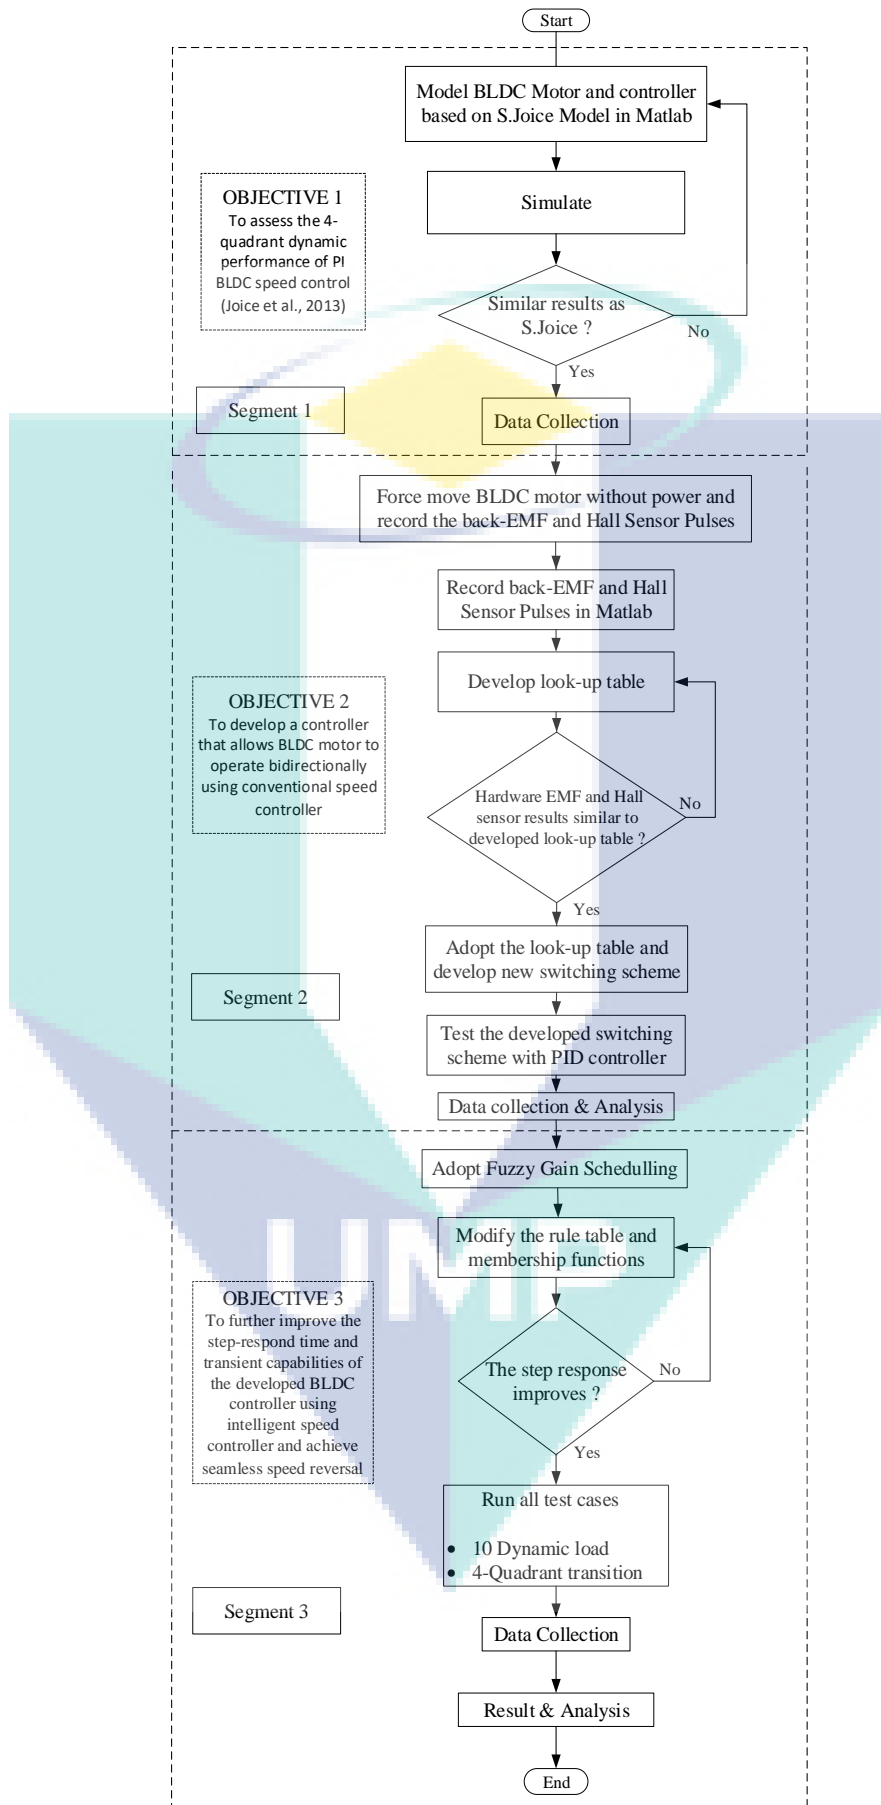 Start
Model BLDC Motor and controller
based on S.Joice Model in Matlab
OBJECTIVE 1
To assess the 4-
quadrant dynamic
performance of PI
BLDC speed control
(Joice et al., 2013)
Simulate
Similar results as
S.Joice ?
No
Yes
Segment 1
Data Collection
Force move BLDC motor without power and
record the back-EMF and Hall Sensor Pulses
Record back-EMF and Hall
Sensor Pulses in Matlab
Develop look-up table
OBJECTIVE 2
To develop a controller
that allows BLDC motor to
operate bidirectionally
using conventional speed
controller
Hardware EMF and Hall
sensor results similar to
developed look-up table ?
No
Yes
Adopt the look-up table and
develop new switching scheme
Segment 2
Test the developed switching
scheme with PID controller
Data collection & Analysis
Adopt Fuzzy Gain Schedulling
Modify the rule table and
membership functions
UMP
OBJECTIVE 3
To further improve the
step-respond time and
transient capabilities of
the developed BLDC
controller using
intelligent speed
controller and achieve
seamless speed reversal
The step response
improves ?
No
Yes
Run all test cases
• 10 Dynamic load
• 4-Quadrant transition
Segment 3
Data Collection
Result & Analysis
End